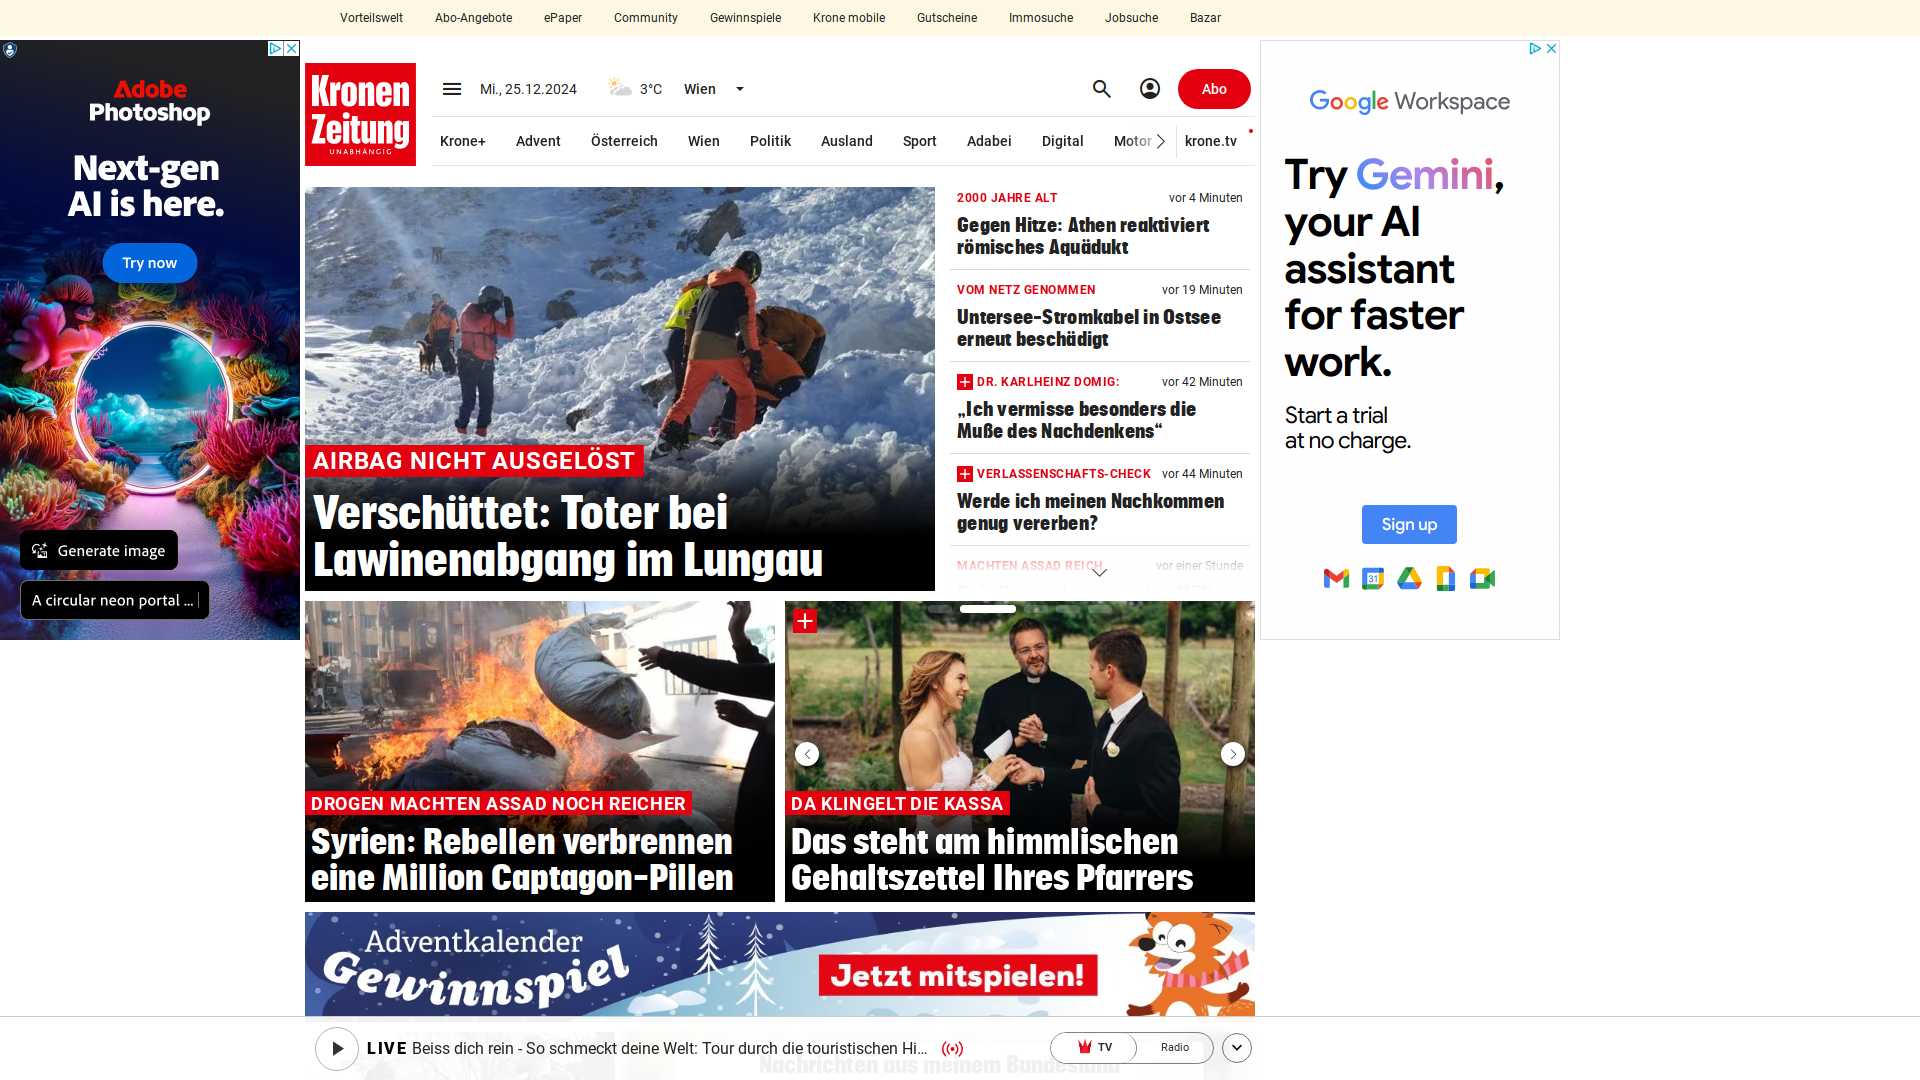 Vorteilswelt Abo-Angebote ePaper Community Gewinnspiele Krone mobile Gutscheine Immosuche Jobsuche Bazar
Adobe
Photoshop
Next-gen
AI is here.
Try now
Generate image
A circular neon portal ...
Kronen
Zeitung
UNABHÄNGIG
Mi., 25.12.2024 3°C Wien
Abo
Krone+ Advent Österreich Wien Politik Ausland Sport Adabei Digital Motor krone.tv
AIRBAG NICHT AUSGELÖST
Verschüttet: Toter bei
Lawinenabgang im Lungau
2000 JAHRE ALT vor 4 Minuten
Gegen Hitze: Athen reaktiviert
römisches Aquädukt
VOM NETZ GENOMMEN vor 19 Minuten
Untersee-Stromkabel in Ostsee
erneut beschädigt
DR. KARLHEINZ DOMIG: vor 42 Minuten
„Ich vermisse besonders die
Muße des Nachdenkens“
VERLASSENSCHAFTS-CHECK vor 44 Minuten
Werde ich meinen Nachkommen
genug vererben?
MACHTEN ASSAD REICH vor einer Stunde
DROGEN MACHTEN ASSAD NOCH REICHER
Syrien: Rebellen verbrennen
eine Million Captagon-Pillen
DA KLINGELT DIE KASSA
Das steht am himmlischen
Gehaltszettel Ihres Pfarrers
Adventkalender
Gewinnspiel
Jetzt mitspielen!
LIVE Beiss dich rein - So schmeckt deine Welt: Tour durch die touristischen Hi...
TV Radio
Nachrichten aus meinem Bundesland
Google Workspace
Try Gemini,
your AI
assistant
for faster
work.
Start a trial
at no charge.
Sign up
31